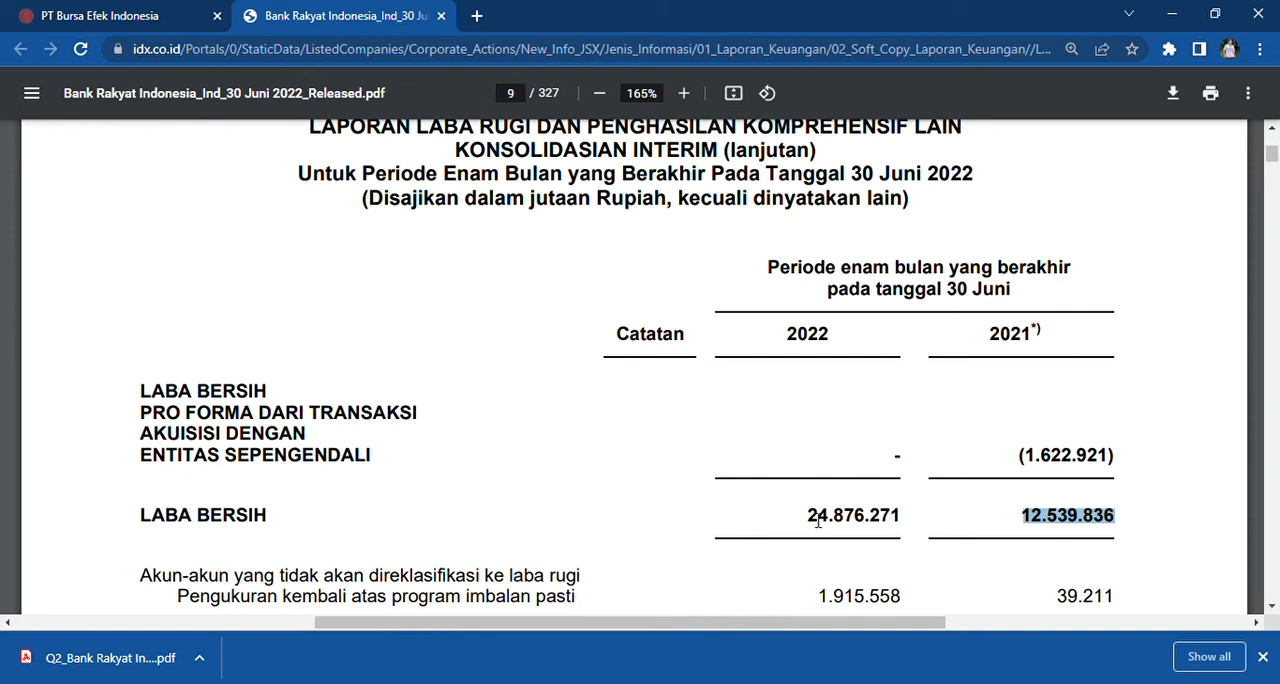 PT Bursa Efek Indonesia
Bank Rakyat Indonesia_Ind_30 Ju
idx.co.id/Portals/0/StaticData/ListedCompanies/Corporate_Actions/New_Info_JSX/Jenis_Informasi/01_Laporan_Keuangan/02_Soft_Copy_Laporan_Keuangan//L...
Bank Rakyat Indonesia_Ind_30 Juni 2022_Released.pdf
9 / 327
165%
LAPORAN LABA RUGI DAN PENGHASILAN KOMPREHENSIF LAIN
KONSOLIDASIAN INTERIM (lanjutan)
Untuk Periode Enam Bulan yang Berakhir Pada Tanggal 30 Juni 2022
(Disajikan dalam jutaan Rupiah, kecuali dinyatakan lain)
Periode enam bulan yang berakhir
pada tanggal 30 Juni
Catatan 2022 2021*)
LABA BERSIH
PRO FORMA DARI TRANSAKSI
AKUISISI DENGAN
ENTITAS SEPENGENDALI - (1.622.921)
LABA BERSIH 24.876.271 12.539.836
Akun-akun yang tidak akan direklasifikasi ke laba rugi
Pengukuran kembali atas program imbalan pasti 1.915.558 39.211
Q2_Bank Rakyat In....pdf
Show all